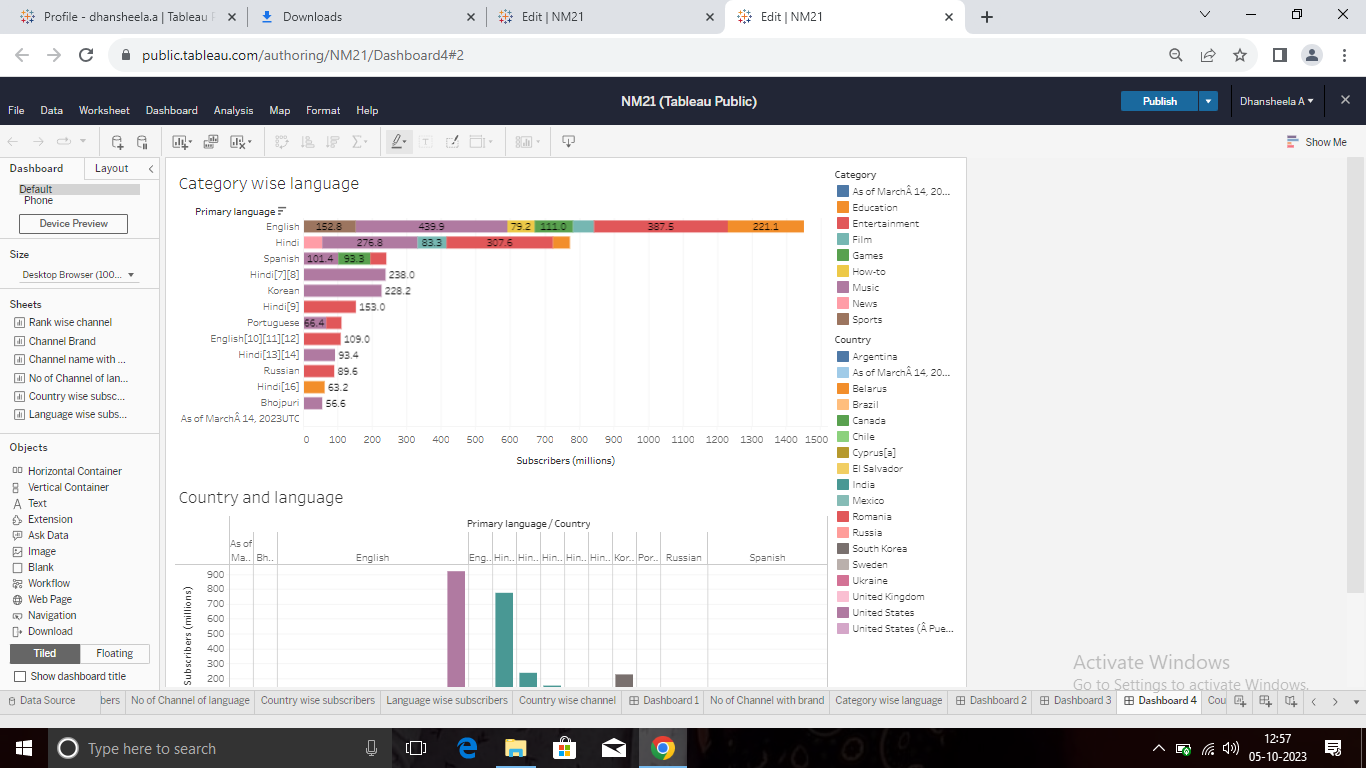 Profile - dhansheela.a | Tableau
Downloads
Edit | NM21
Edit | NM21
public.tableau.com/authoring/NM21/Dashboard4#2
NM21 (Tableau Public)
Publish
Dhansheela A
File Data Worksheet Dashboard Analysis Map Format Help
Show Me
Dashboard Layout
Default
Phone
Device Preview
Size
Desktop Browser (100...
Sheets
Rank wise channel
Channel Brand
Channel name with ...
No of Channel of lan...
Country wise subsc...
Language wise subs...
Objects
Horizontal Container
Vertical Container
Text
Extension
Ask Data
Image
Blank
Workflow
Web Page
Navigation
Download
Tiled Floating
Show dashboard title
Category wise language
Primary language
English 152.8 439.9 79.2 111.0 387.5 221.1
Hindi 276.8 83.3 307.6
Spanish 101.4 93.3
Hindi[7][8] 238.0
Korean 228.2
Hindi[9] 153.0
Portuguese 66.4
English[10][11][12] 109.0
Hindi[13][14] 93.4
Russian 89.6
Hindi[16] 63.2
Bhojpuri 56.6
As of MarchÂ 14, 2023UTC
0 100 200 300 400 500 600 700 800 900 1000 1100 1200 1300 1400 1500
Subscribers (millions)
Country and language
Primary language / Country
As of
Ma.. Bh.. English Eng.. Hin.. Hin.. Hin.. Hin.. Hin.. Kor.. Por.. Russian Spanish
Subscribers (millions)
900
800
700
600
500
400
300
200
Category
As of MarchÂ 14, 20...
Education
Entertainment
Film
Games
How-to
Music
News
Sports
Country
Argentina
As of MarchÂ 14, 20...
Belarus
Brazil
Canada
Chile
Cyprus[a]
El Salvador
India
Mexico
Romania
Russia
South Korea
Sweden
Ukraine
United Kingdom
United States
United States (Â Pue...
Activate Windows
Go to Settings to activate Windows.
Data Source bers No of Channel of language Country wise subscribers Language wise subscribers Country wise channel Dashboard 1 No of Channel with brand Category wise language Dashboard 2 Dashboard 3 Dashboard 4 Cou
Type here to search
12:57
05-10-2023